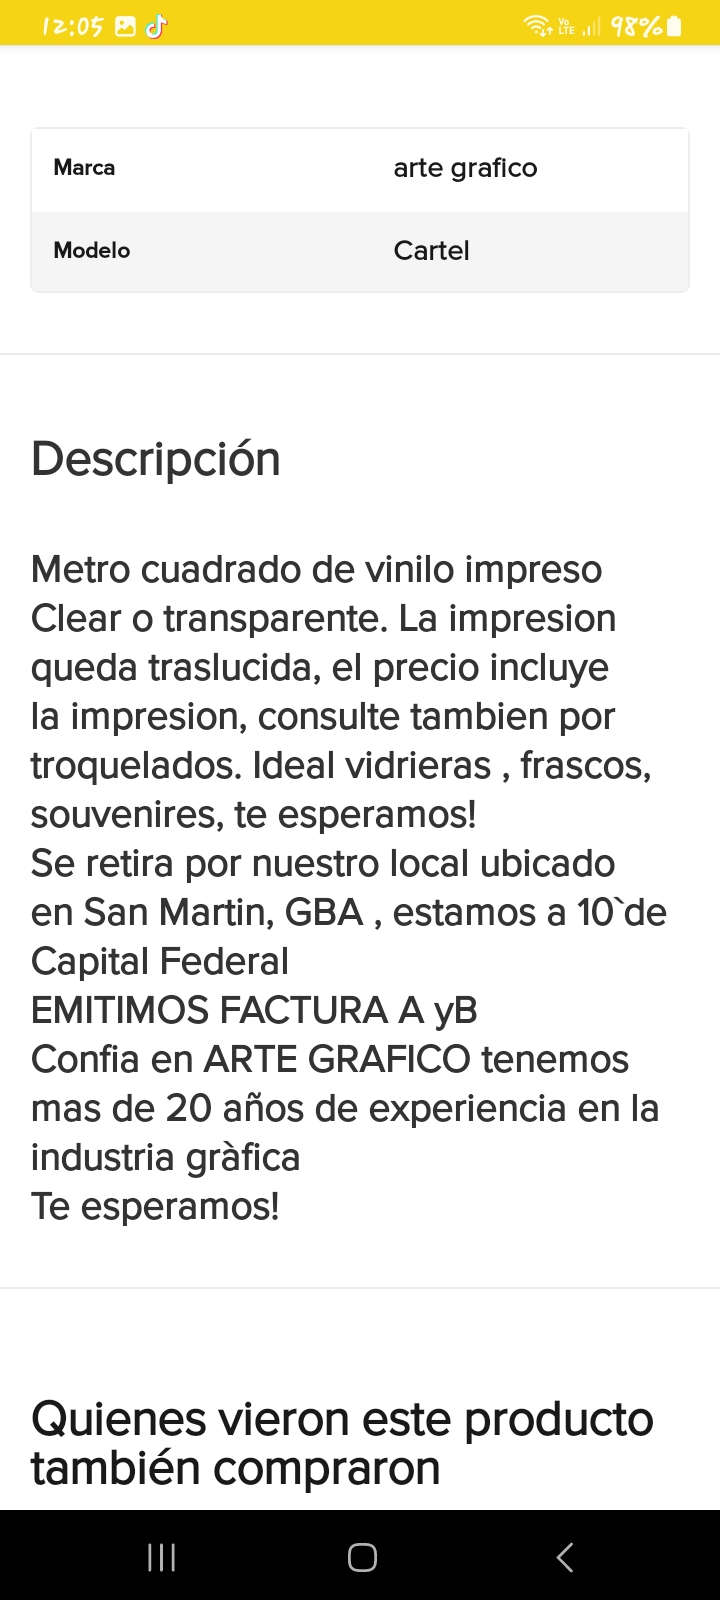 12:05
Vo
LTE
98%
Marca arte grafico
Modelo Cartel
Descripción
Metro cuadrado de vinilo impreso
Clear o transparente. La impresion
queda traslucida, el precio incluye
la impresion, consulte tambien por
troquelados. Ideal vidrieras , frascos,
souvenires, te esperamos!
Se retira por nuestro local ubicado
en San Martin, GBA , estamos a 10`de
Capital Federal
EMITIMOS FACTURA A yB
Confia en ARTE GRAFICO tenemos
mas de 20 años de experiencia en la
industria gràfica
Te esperamos!
Quienes vieron este producto
también compraron